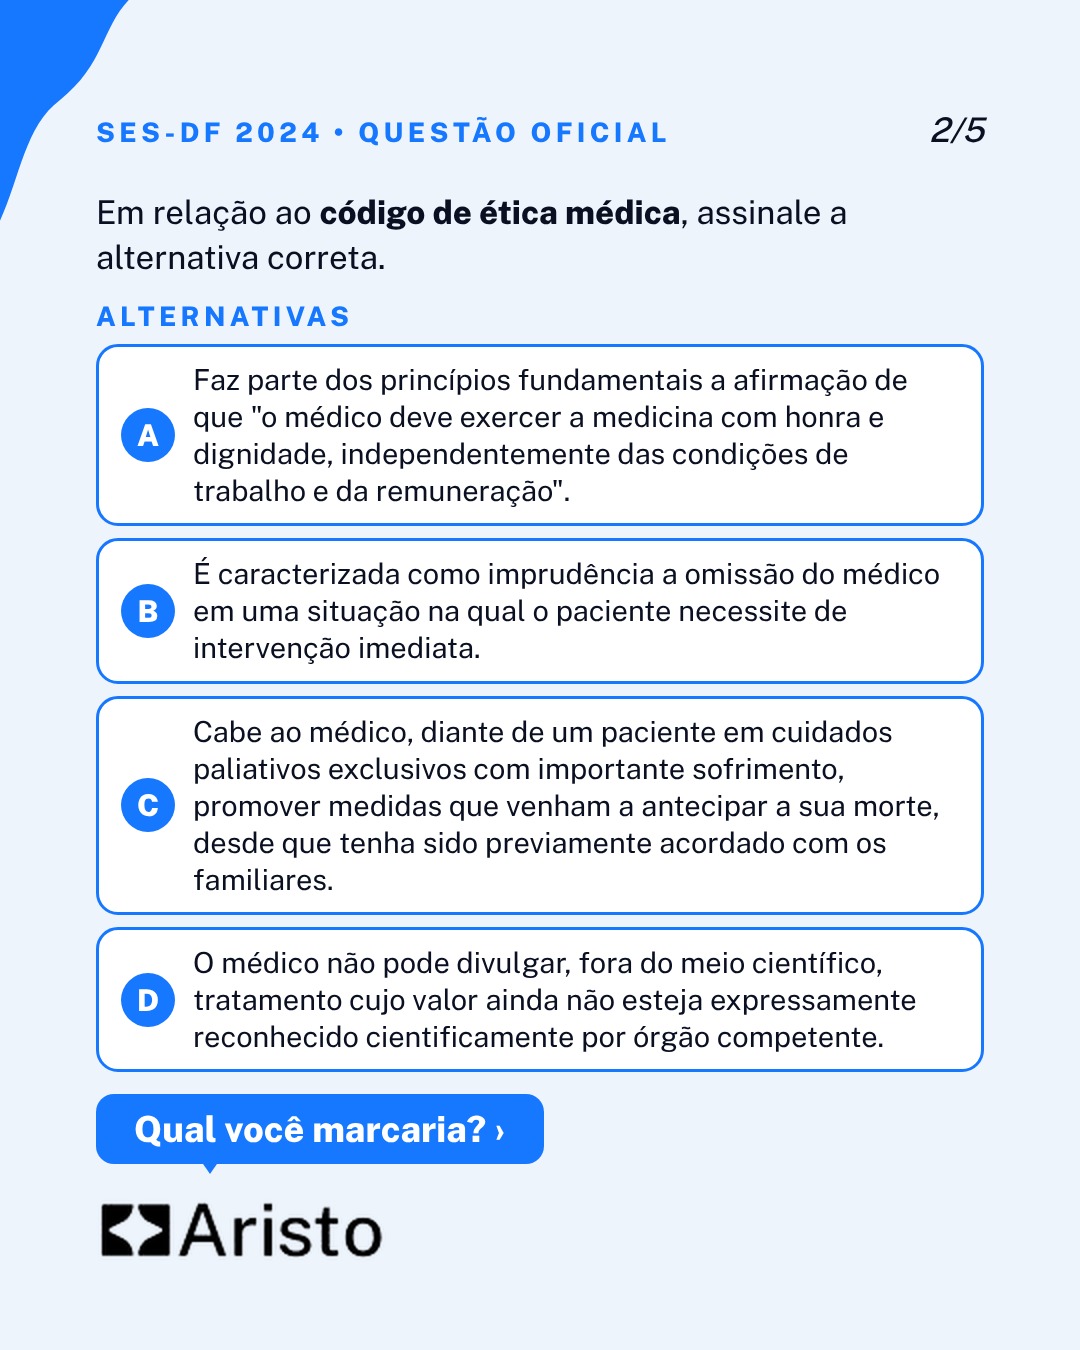 SES-DF 2024 • QUESTÃO OFICIAL
2/5
Em relação ao código de ética médica, assinale a
alternativa correta.
ALTERNATIVAS
A
Faz parte dos princípios fundamentais a afirmação de
que "o médico deve exercer a medicina com honra e
dignidade, independentemente das condições de
trabalho e da remuneração".
B
É caracterizada como imprudência a omissão do médico
em uma situação na qual o paciente necessite de
intervenção imediata.
C
Cabe ao médico, diante de um paciente em cuidados
paliativos exclusivos com importante sofrimento,
promover medidas que venham a antecipar a sua morte,
desde que tenha sido previamente acordado com os
familiares.
D
O médico não pode divulgar, fora do meio científico,
tratamento cujo valor ainda não esteja expressamente
reconhecido cientificamente por órgão competente.
Qual você marcaria? ›
Aristo